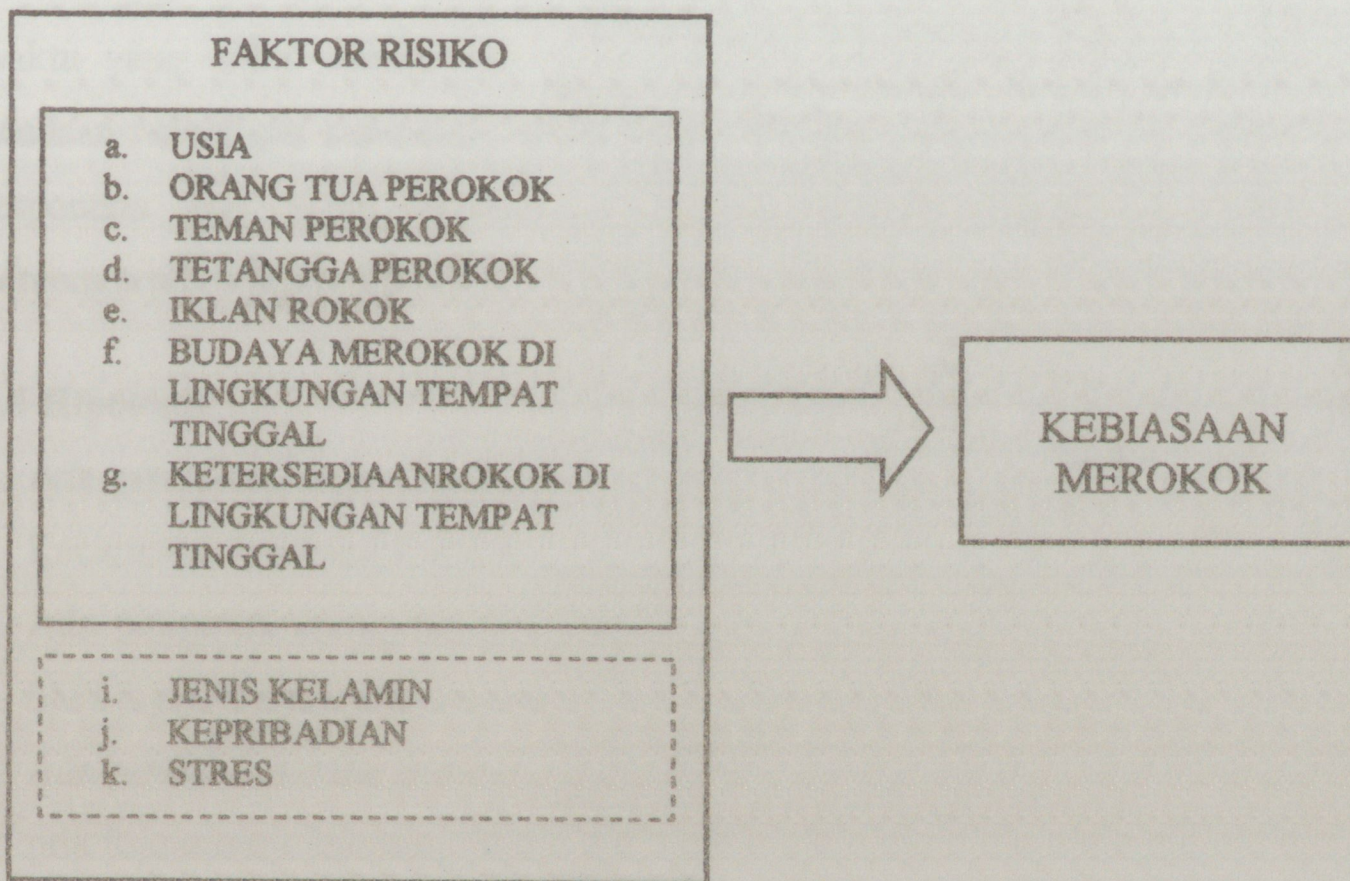 FAKTOR RISIKO
a. USIA
b. ORANG TUA PEROKOK
c. TEMAN PEROKOK
d. TETANGGA PEROKOK
e. IKLAN ROKOK
f. BUDAYA MEROKOK DI
LINGKUNGAN TEMPAT
TINGGAL
g. KETERSEDIAANROKOK DI
LINGKUNGAN TEMPAT
TINGGAL
i. JENIS KELAMIN
j. KEPRIBADIAN
k. STRES
KEBIASAAN
MEROKOK